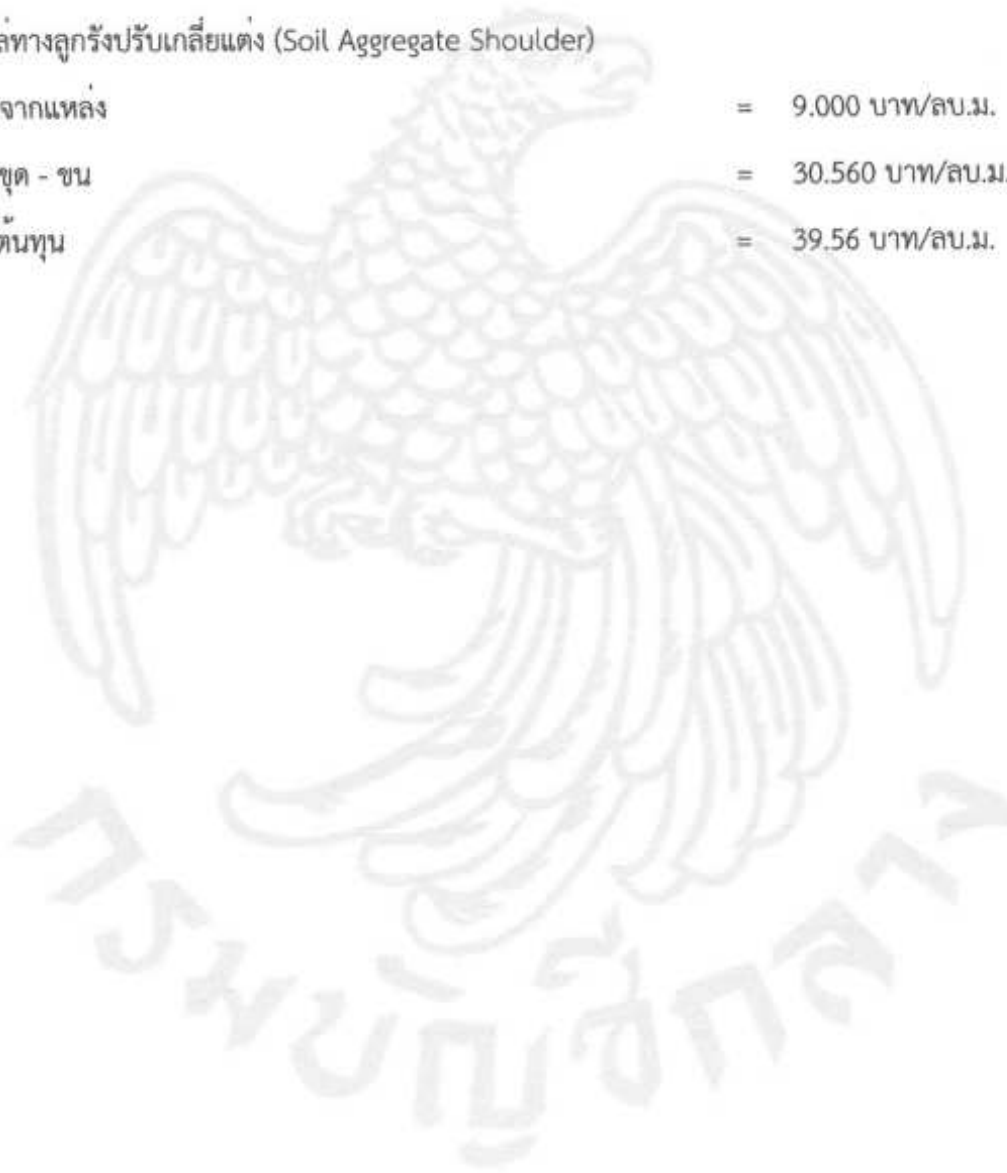 ล่ทางลูกรังปรับเกลี่ยแต่ง (Soil Aggregate Shoulder)
จากแหล่ง = 9.000 บาท/ลบ.ม.
ขุด - ขน = 30.560 บาท/ลบ.ม.
ต้นทุน = 39.56 บาท/ลบ.ม.
กรมบัญชีกลาง